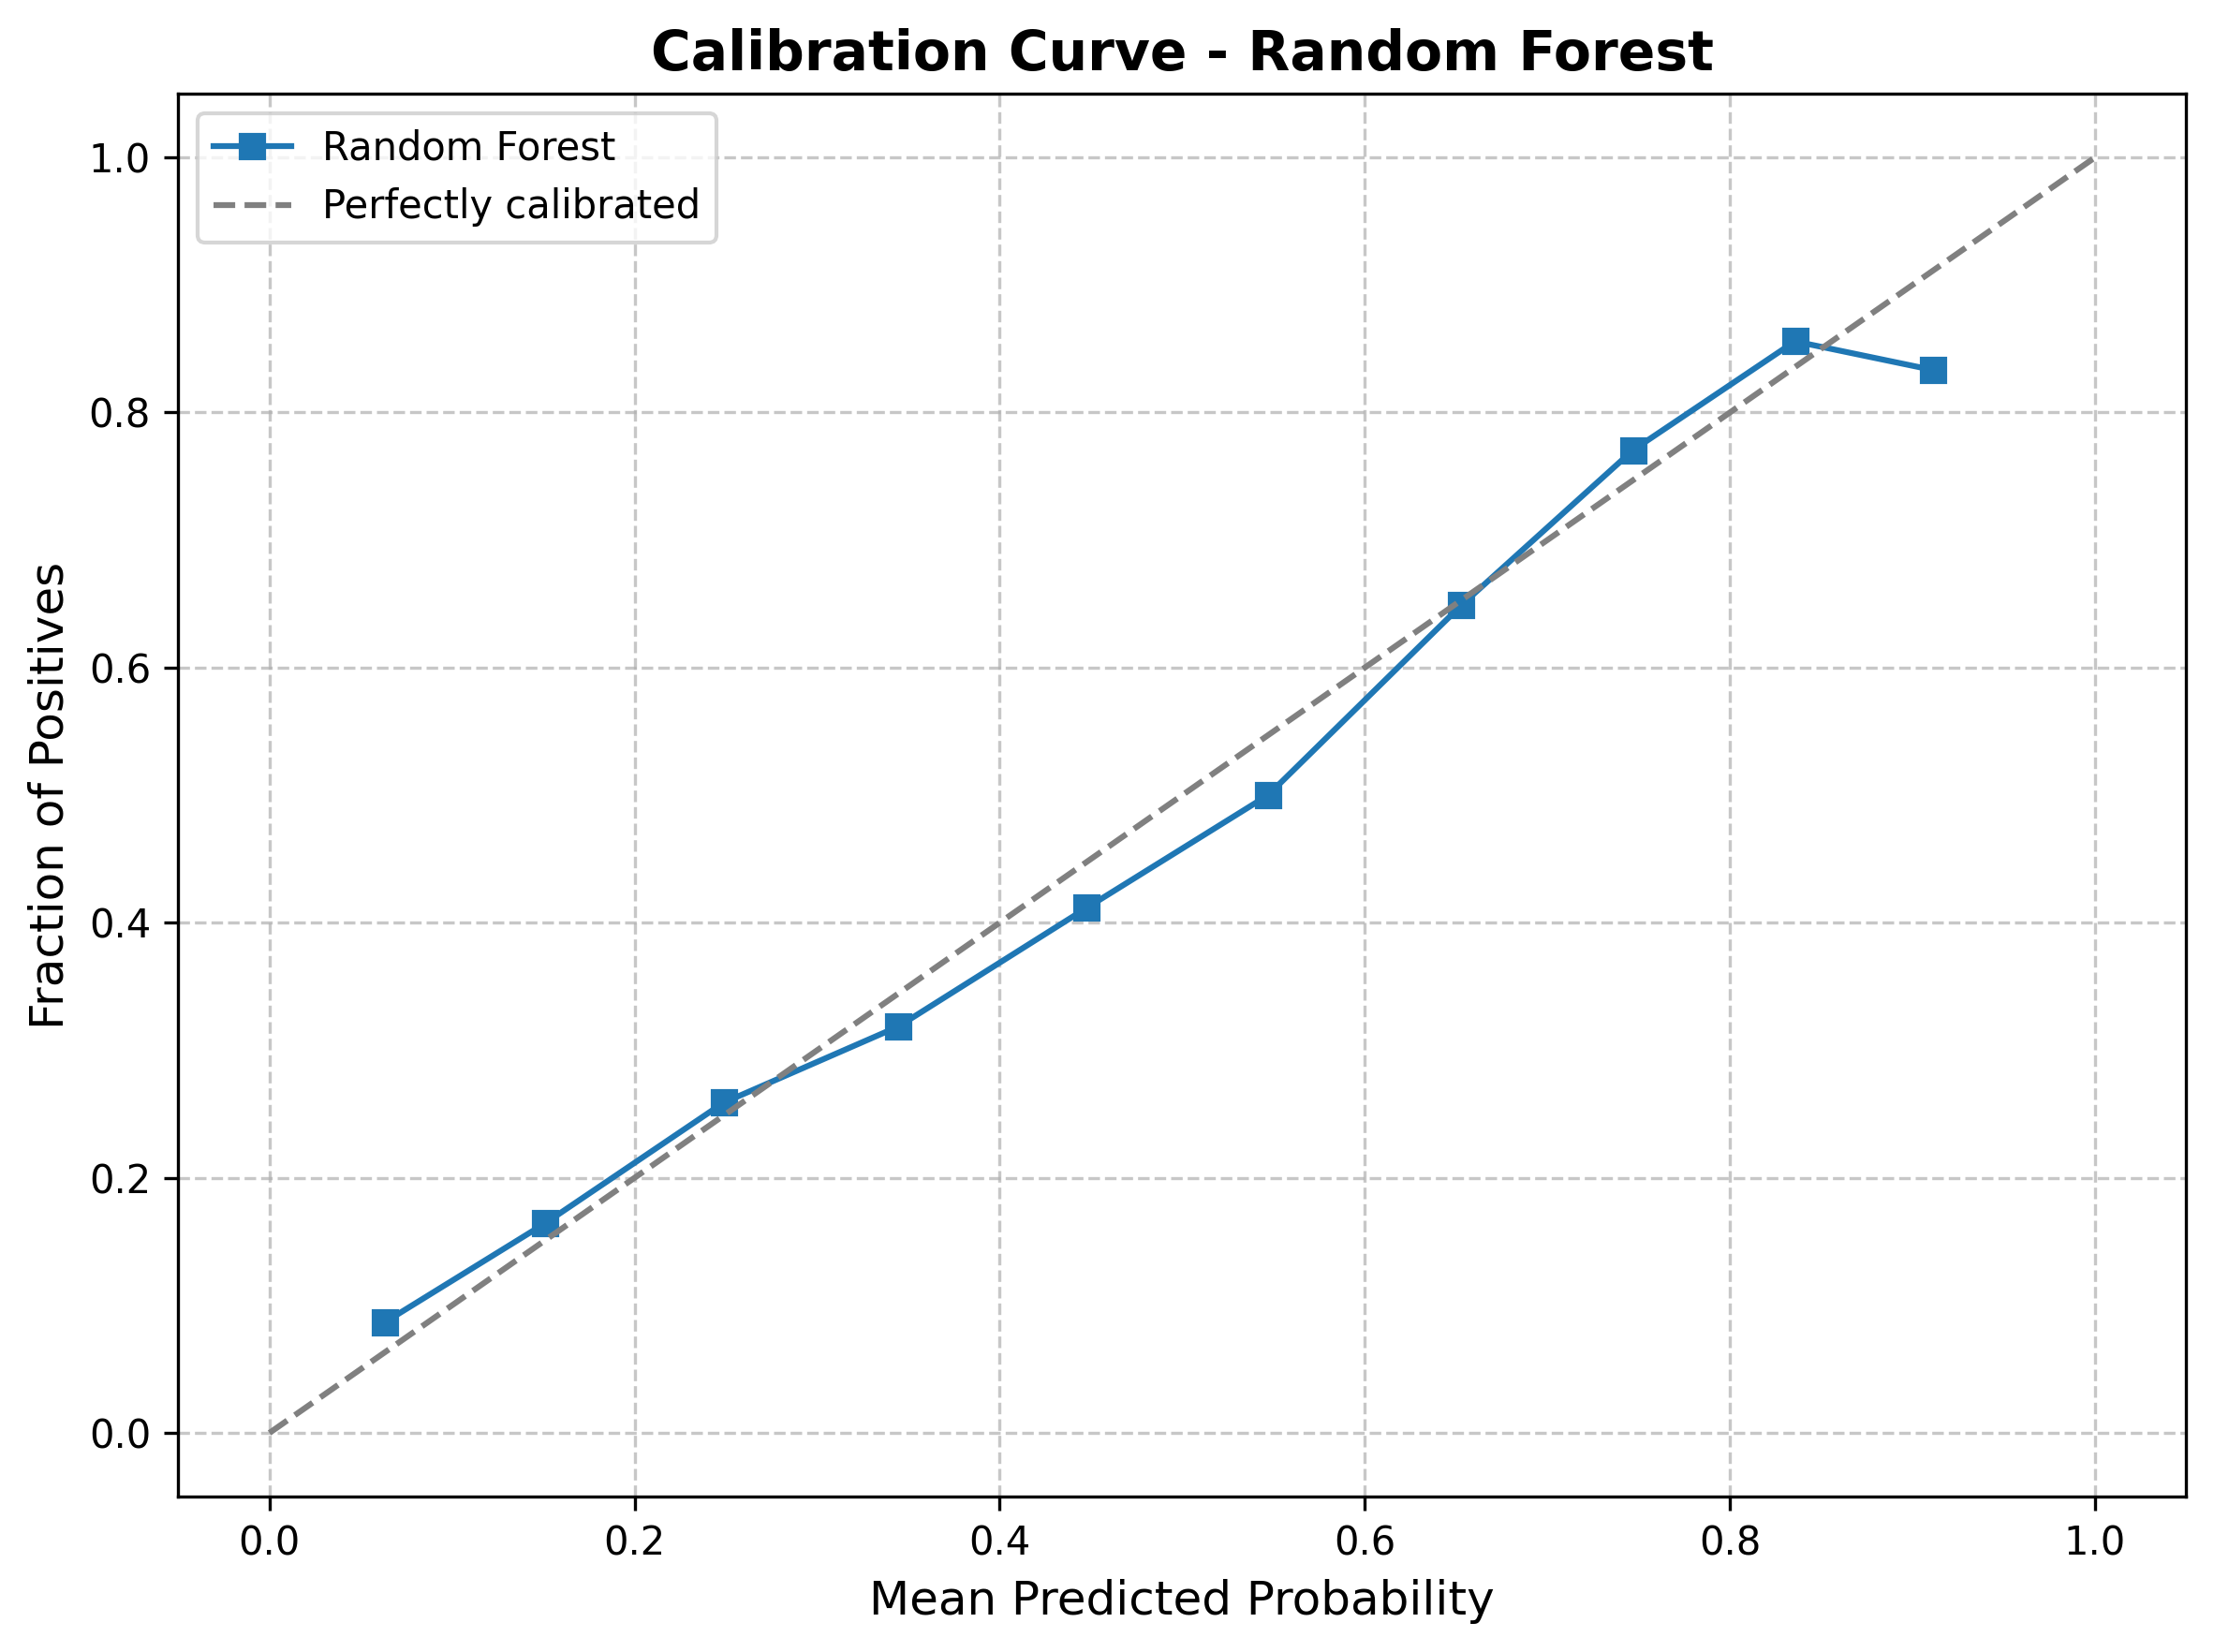 Calibration Curve - Random Forest
Random Forest
Perfectly calibrated
1.0
0.8
0.6
0.4
0.2
0.0
Fraction of Positives
0.0 0.2 0.4 0.6 0.8 1.0
Mean Predicted Probability